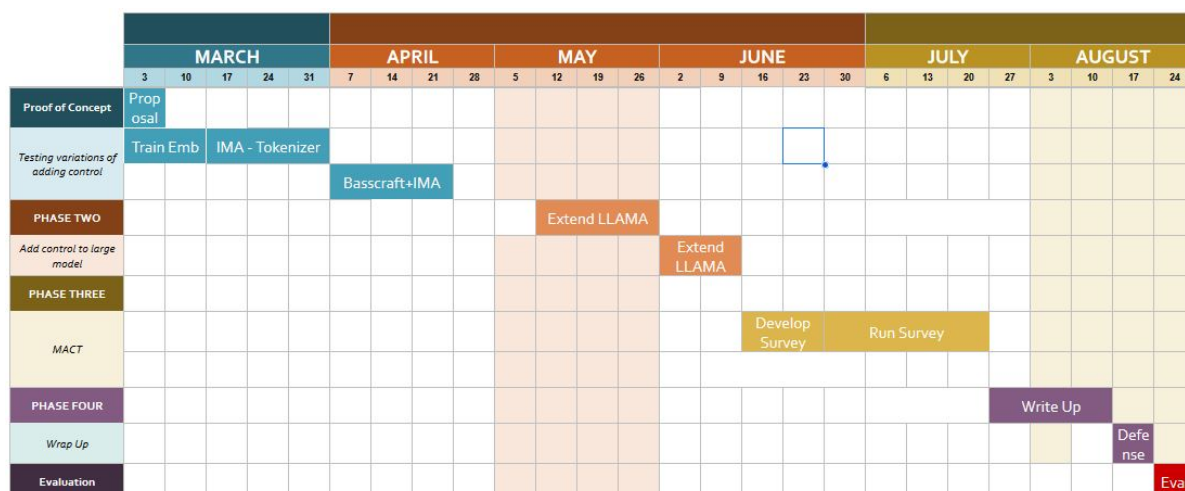 MARCH APRIL MAY JUNE JULY AUGUST
3 10 17 24 31 7 14 21 28 5 12 19 26 2 9 16 23 30 6 13 20 27 3 10 17 24
Proof of Concept
Prop
osal
Testing variations of
adding control
Train Emb IMA - Tokenizer
Basscraft+IMA
PHASE TWO Extend LLAMA
Add control to large
model
Extend
LLAMA
PHASE THREE
MACT
Develop
Survey
Run Survey
PHASE FOUR Write Up
Wrap Up
Defe
nse
Evaluation Eva